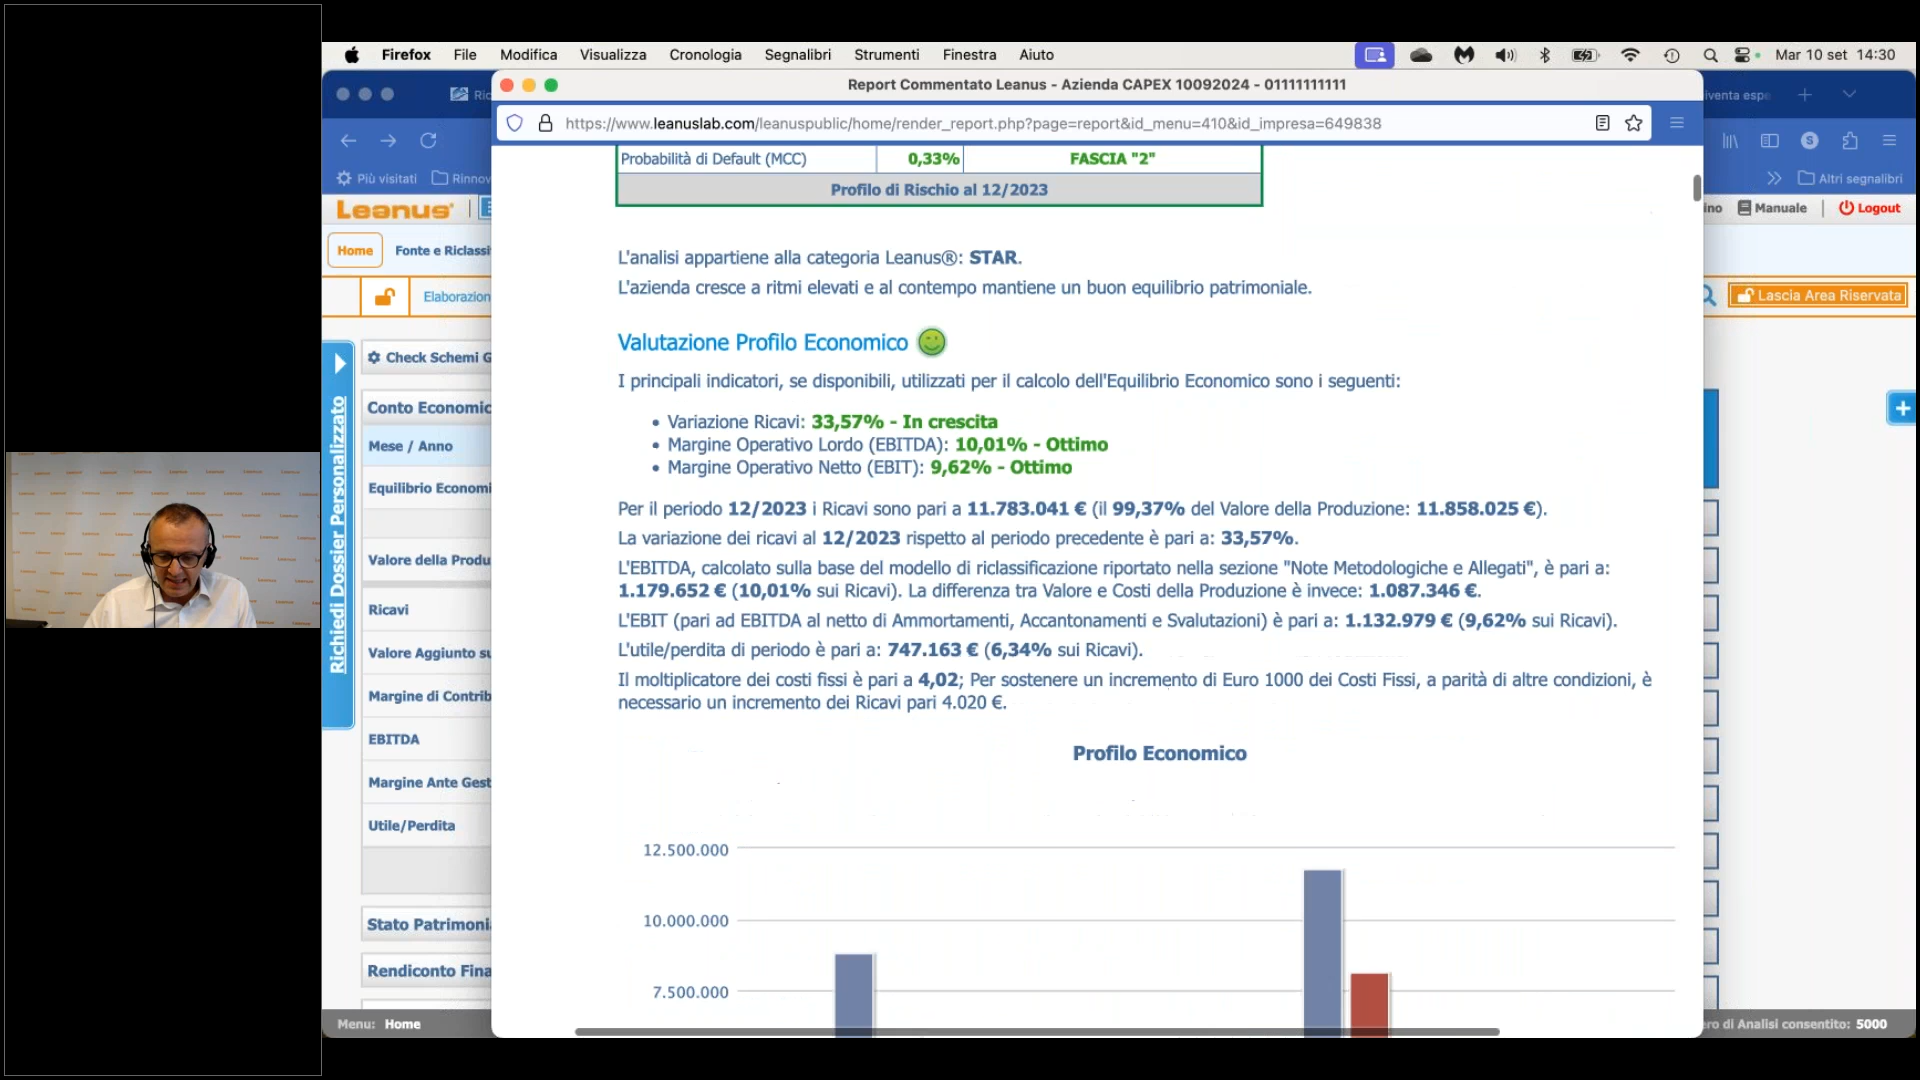 Firefox File Modifica Visualizza Cronologia Segnalibri Strumenti Finestra Aiuto
Mar 10 set 14:30
Report Commentato Leanus - Azienda CAPEX 10092024 - 01111111111
https://www.leanuslab.com/leanuspublic/home/render_report.php?page=report&id_menu=410&id_impresa=649838
Ric
iventa espe
Più visitati
Rinnov
Altri segnalibri
Leanus
ino
Manuale
Logout
Home
Fonte e Riclassi
Elaborazion
Lascia Area Riservata
Richiedi Dossier Personalizzato
Check Schemi G
Conto Economic
Mese / Anno
Equilibrio Economi
Valore della Produ
Ricavi
Valore Aggiunto su
Margine di Contrib
EBITDA
Margine Ante Gest
Utile/Perdita
Stato Patrimoni
Rendiconto Fina
Menu: Home
ero di Analisi consentito: 5000
Probabilità di Default (MCC) 0,33% FASCIA "2"
Profilo di Rischio al 12/2023
L'analisi appartiene alla categoria Leanus®: STAR.
L'azienda cresce a ritmi elevati e al contempo mantiene un buon equilibrio patrimoniale.
Valutazione Profilo Economico
I principali indicatori, se disponibili, utilizzati per il calcolo dell'Equilibrio Economico sono i seguenti:
• Variazione Ricavi: 33,57% - In crescita
• Margine Operativo Lordo (EBITDA): 10,01% - Ottimo
• Margine Operativo Netto (EBIT): 9,62% - Ottimo
Per il periodo 12/2023 i Ricavi sono pari a 11.783.041 € (il 99,37% del Valore della Produzione: 11.858.025 €).
La variazione dei ricavi al 12/2023 rispetto al periodo precedente è pari a: 33,57%.
L'EBITDA, calcolato sulla base del modello di riclassificazione riportato nella sezione "Note Metodologiche e Allegati", è pari a:
1.179.652 € (10,01% sui Ricavi). La differenza tra Valore e Costi della Produzione è invece: 1.087.346 €.
L'EBIT (pari ad EBITDA al netto di Ammortamenti, Accantonamenti e Svalutazioni) è pari a: 1.132.979 € (9,62% sui Ricavi).
L'utile/perdita di periodo è pari a: 747.163 € (6,34% sui Ricavi).
Il moltiplicatore dei costi fissi è pari a 4,02; Per sostenere un incremento di Euro 1000 dei Costi Fissi, a parità di altre condizioni, è
necessario un incremento dei Ricavi pari 4.020 €.
Profilo Economico
12.500.000
10.000.000
7.500.000